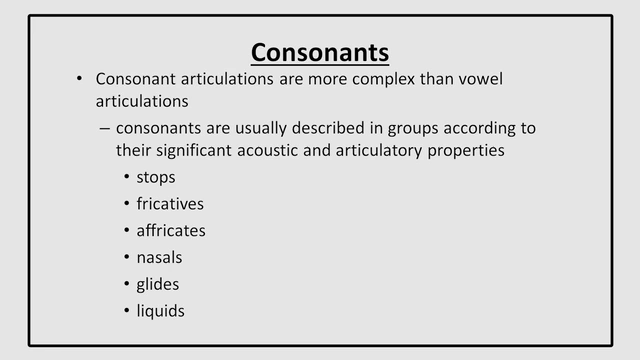 Consonants
• Consonant articulations are more complex than vowel
articulations
– consonants are usually described in groups according to
their significant acoustic and articulatory properties
• stops
• fricatives
• affricates
• nasals
• glides
• liquids